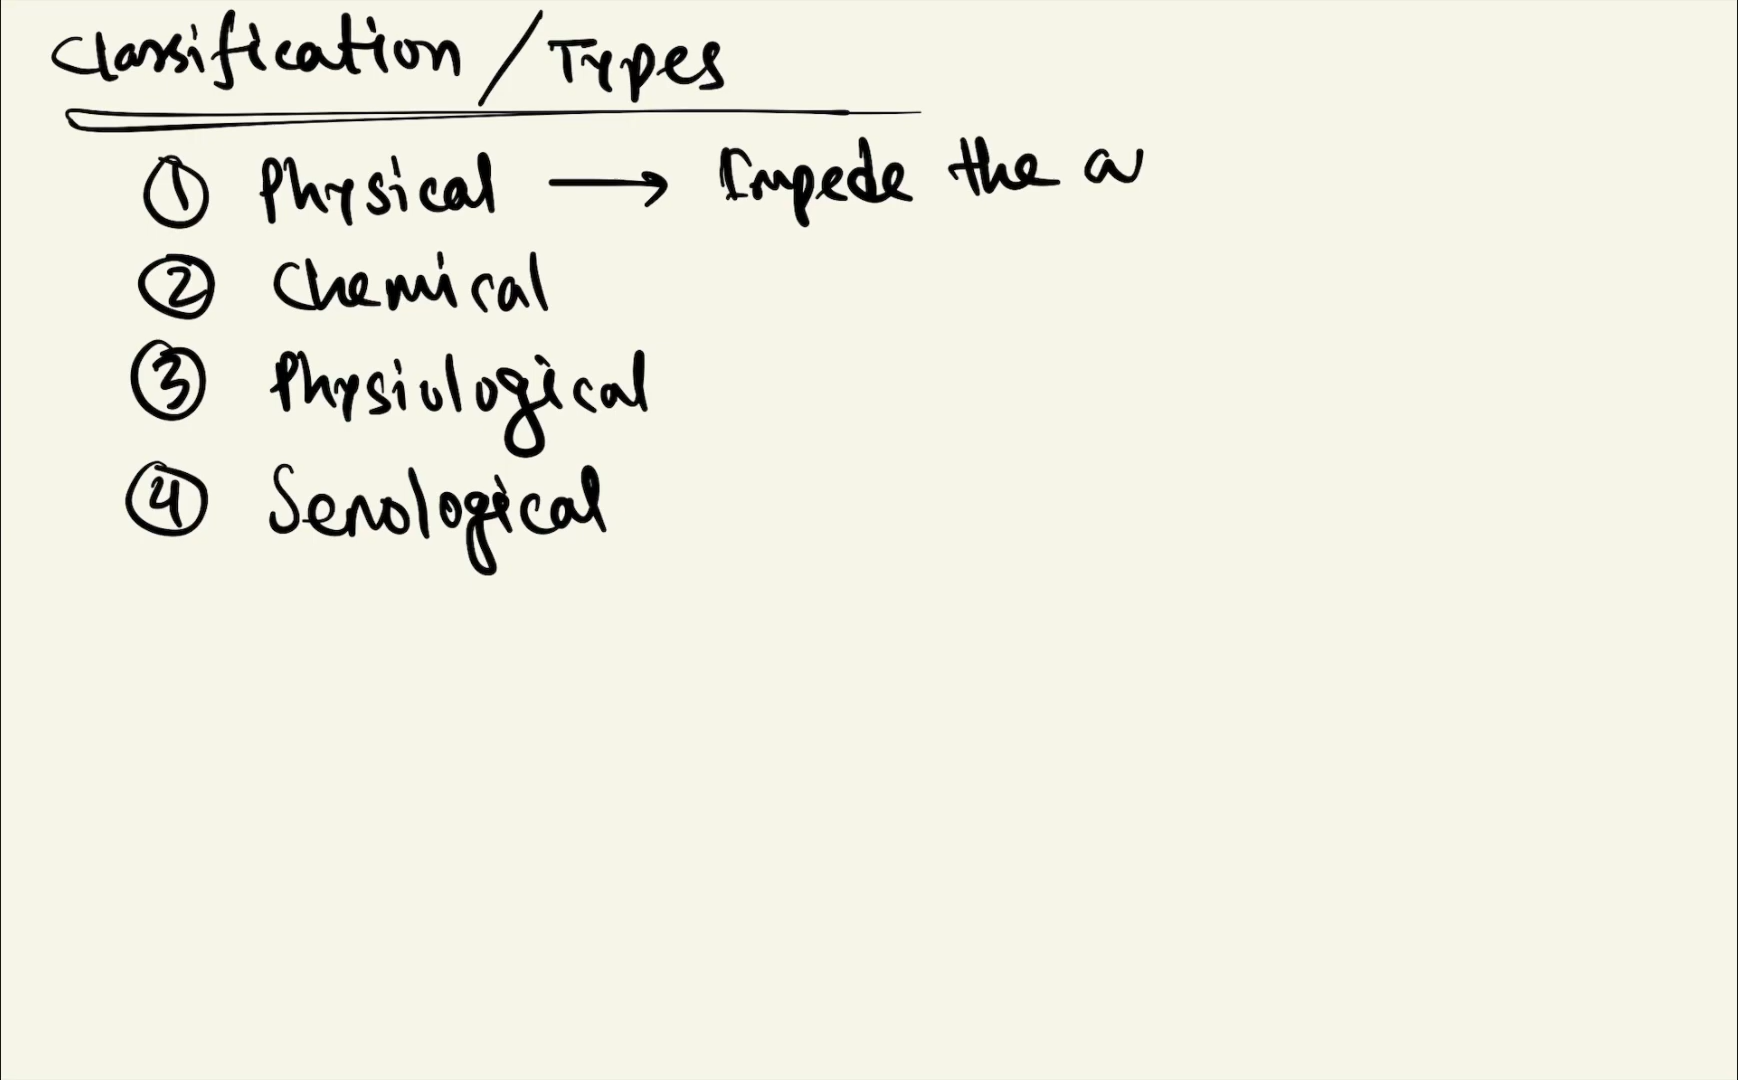 Classification / Types
① Physical → Impede the a
② Chemical
③ Physiological
④ Serological